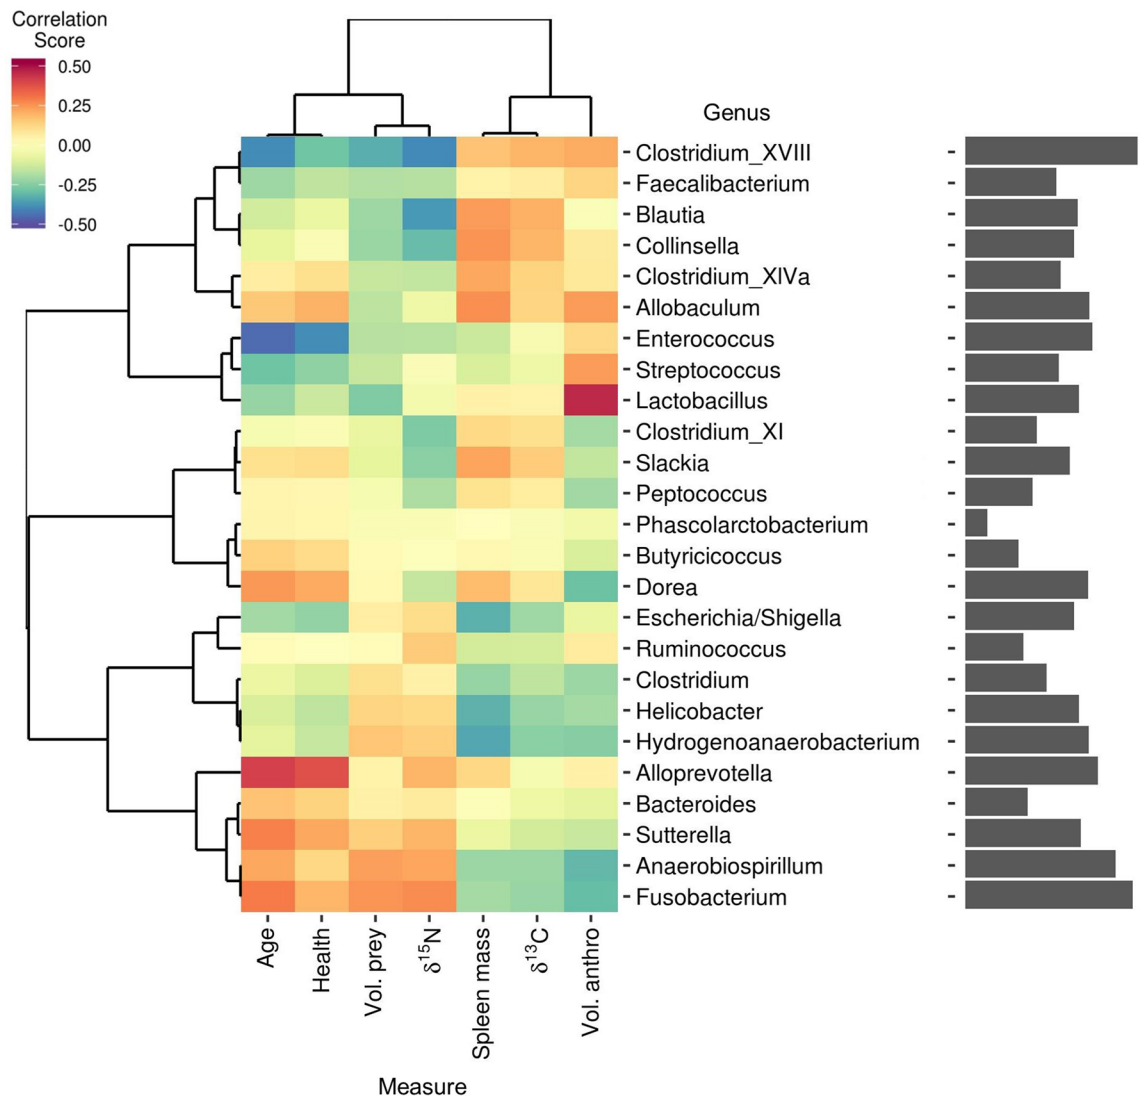 Correlation
Score
0.50
0.25
0.00
-0.25
-0.50
Genus
Clostridium_XVIII
Faecalibacterium
Blautia
Collinsella
Clostridium_XIVa
Allobaculum
Enterococcus
Streptococcus
Lactobacillus
Clostridium_XI
Slackia
Peptococcus
Phascolarctobacterium
Butyricicoccus
Dorea
Escherichia/Shigella
Ruminococcus
Clostridium
Helicobacter
Hydrogenoanaerobacterium
Alloprevotella
Bacteroides
Sutterella
Anaerobiospirillum
Fusobacterium
Age
Health
Vol. prey
δ¹⁵N
Spleen mass
δ¹³C
Vol. anthro
Measure